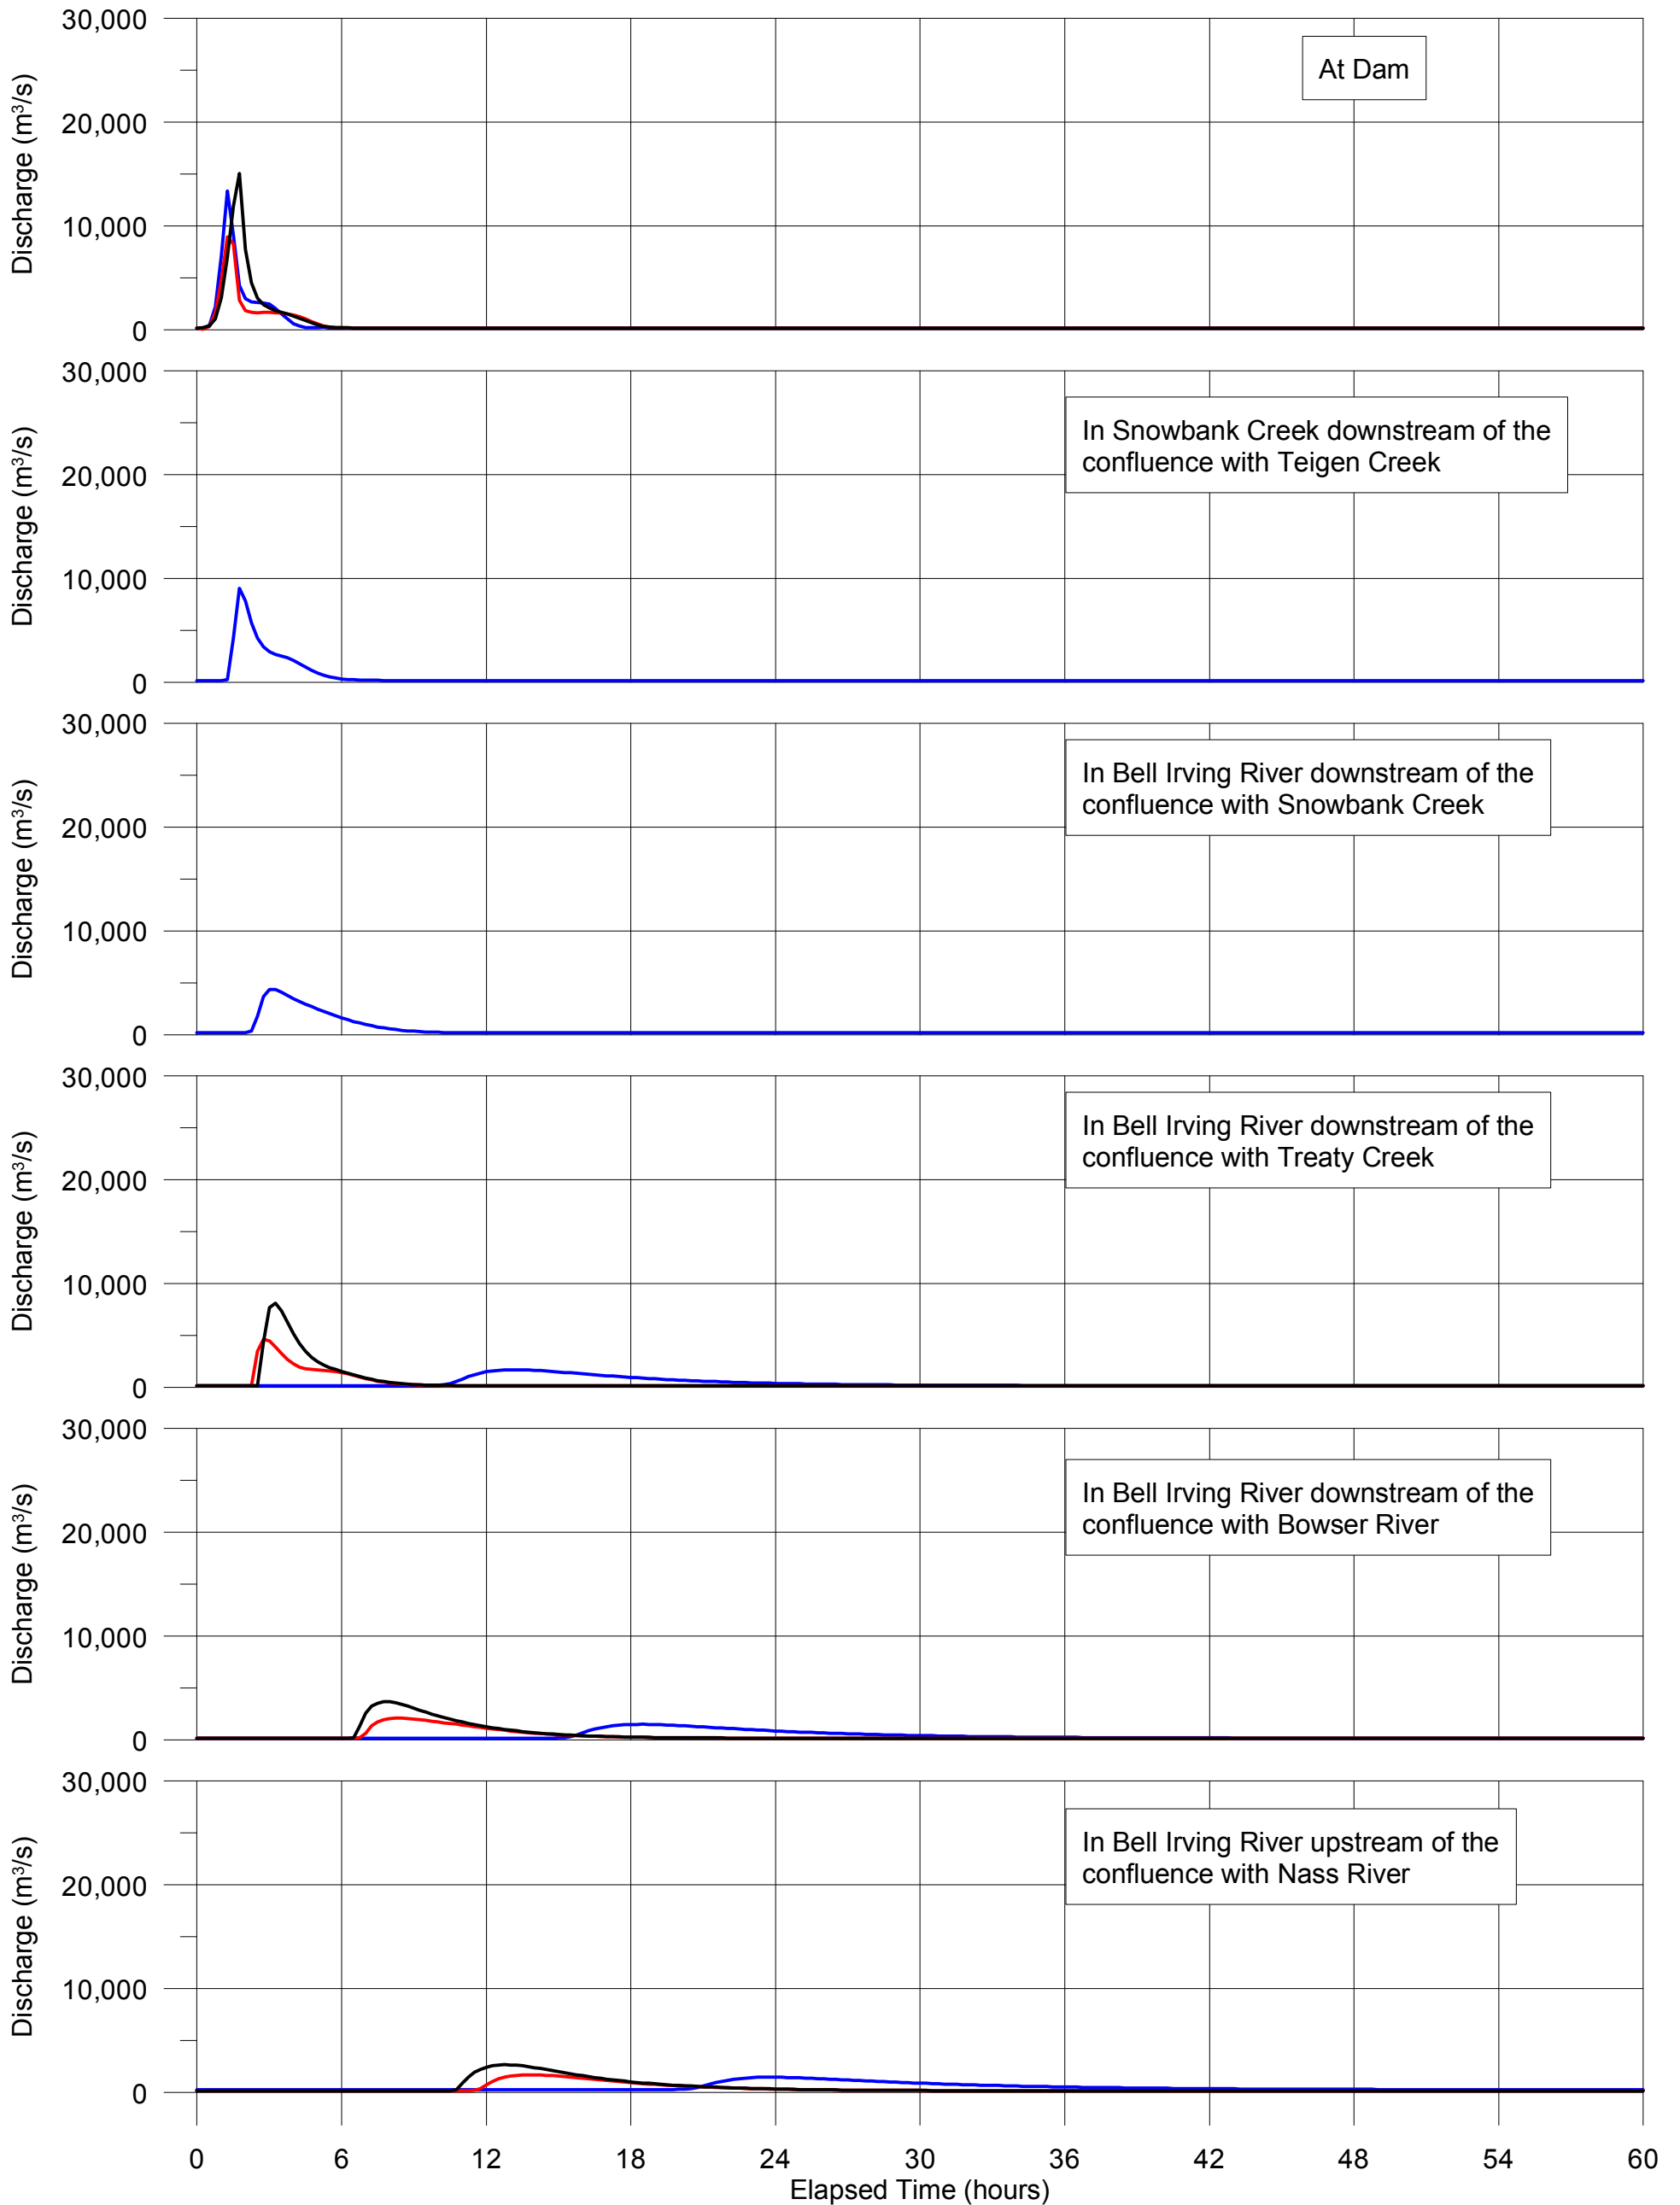 30,000
At Dam
20,000
10,000
0
Discharge (m³/s)
30,000
In Snowbank Creek downstream of the
confluence with Teigen Creek
20,000
10,000
0
Discharge (m³/s)
30,000
In Bell Irving River downstream of the
confluence with Snowbank Creek
20,000
10,000
0
Discharge (m³/s)
30,000
In Bell Irving River downstream of the
confluence with Treaty Creek
20,000
10,000
0
Discharge (m³/s)
30,000
In Bell Irving River downstream of the
confluence with Bowser River
20,000
10,000
0
Discharge (m³/s)
30,000
In Bell Irving River upstream of the
confluence with Nass River
20,000
10,000
0
Discharge (m³/s)
0 6 12 18 24 30 36 42 48 54 60
Elapsed Time (hours)